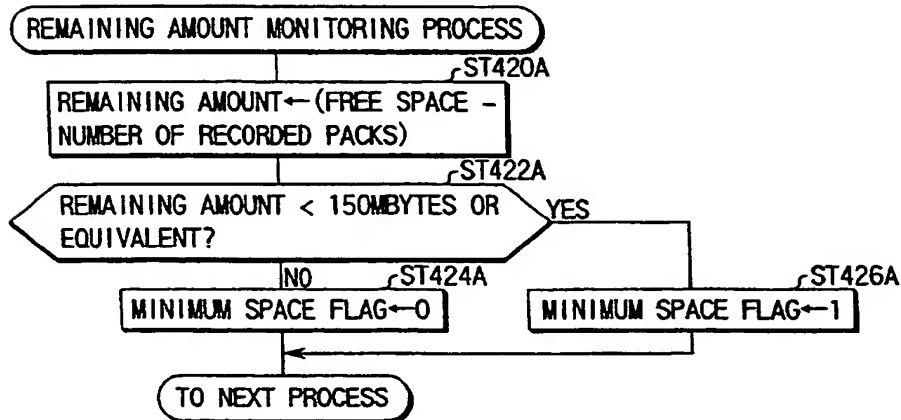 REMAINING AMOUNT MONITORING PROCESS
ST420A
REMAINING AMOUNT←(FREE SPACE -
NUMBER OF RECORDED PACKS)
ST422A
REMAINING AMOUNT < 150MBYTES OR
EQUIVALENT?
YES
NO
ST424A
ST426A
MINIMUM SPACE FLAG←0
MINIMUM SPACE FLAG←1
TO NEXT PROCESS